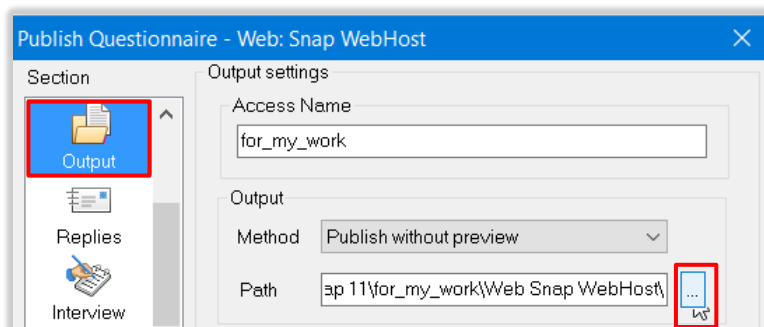 Publish Questionnaire - Web: Snap WebHost
Section
Output settings
Access Name
for_my_work
Output
Output
Replies
Method Publish without preview
Path ap 11\for_my_work\Web Snap WebHost\ ...
Interview